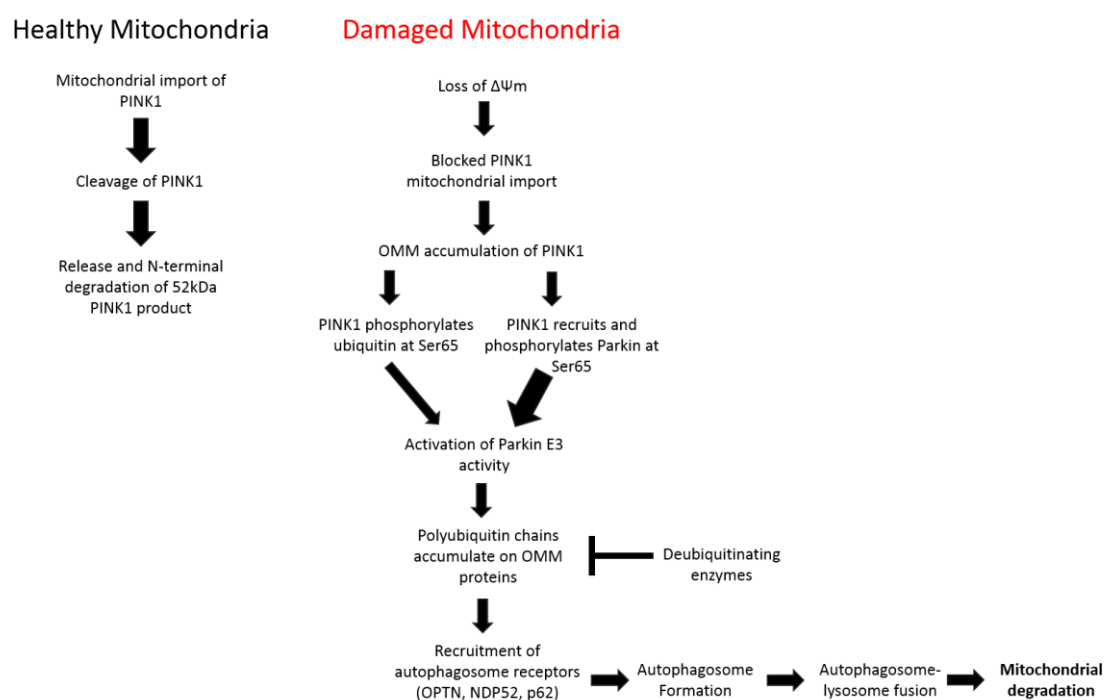 Healthy Mitochondria
Mitochondrial import of
PINK1
Cleavage of PINK1
Release and N-terminal
degradation of 52kDa
PINK1 product
Damaged Mitochondria
Loss of ΔΨm
Blocked PINK1
mitochondrial import
OMM accumulation of PINK1
PINK1 phosphorylates
ubiquitin at Ser65
PINK1 recruits and
phosphorylates Parkin at
Ser65
Activation of Parkin E3
activity
Polyubiquitin chains
accumulate on OMM
proteins
Deubiquitinating
enzymes
Recruitment of
autophagosome receptors
(OPTN, NDP52, p62)
Autophagosome
Formation
Autophagosome-
lysosome fusion
Mitochondrial
degradation